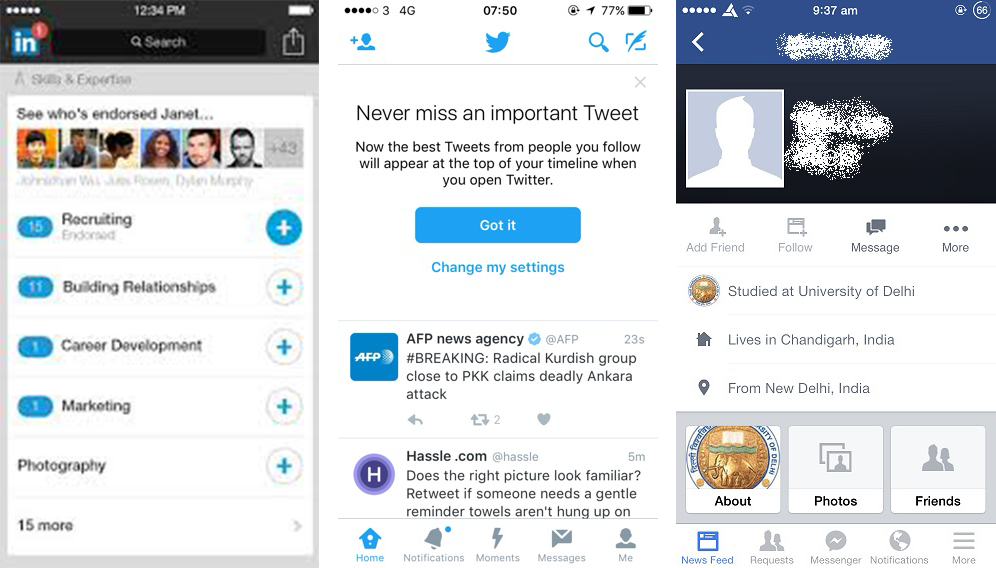 12:34 PM
in 1
Search
Skills & Expertise
See who's endorsed Janet...
+43
Johnathan Wu, Julia Rosen, Dylan Murphy
15 Recruiting
Endorsed
11 Building Relationships
1 Career Development
1 Marketing
Photography
15 more
3 4G 07:50 77%
Never miss an important Tweet
Now the best Tweets from people you follow
will appear at the top of your timeline when
you open Twitter.
Got it
Change my settings
AFP AFP news agency @AFP 23s
#BREAKING: Radical Kurdish group
close to PKK claims deadly Ankara
attack
2
H Hassle .com @hassle 5m
Does the right picture look familiar?
Retweet if someone needs a gentle
reminder towels aren't hung up on
Home Notifications Moments Messages Me
9:37 am 66
Add Friend Follow Message More
Studied at University of Delhi
Lives in Chandigarh, India
From New Delhi, India
About Photos Friends
News Feed Requests Messenger Notifications More